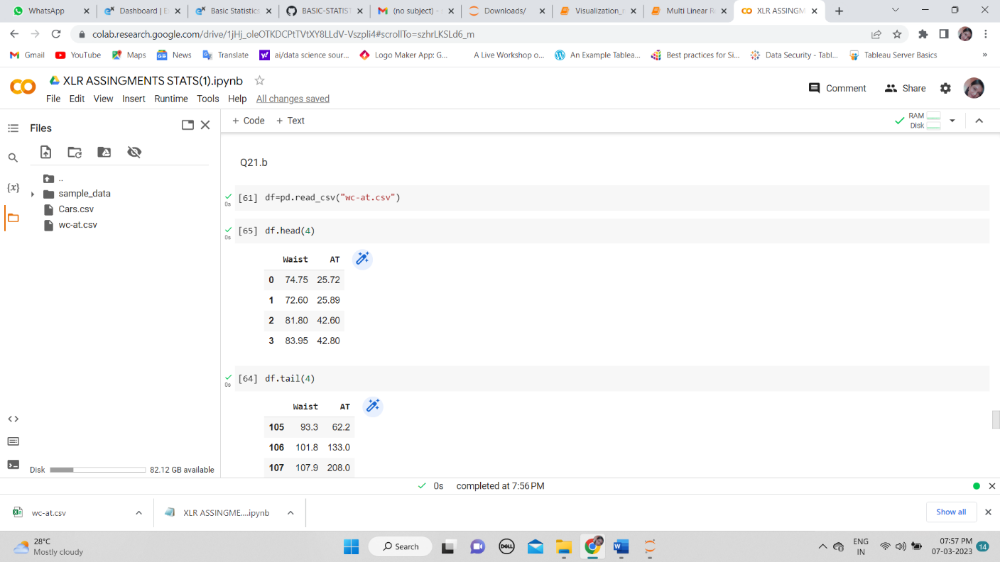 WhatsApp
Dashboard | E
Basic Statistics
BASIC-STATIST
(no subject) -
Downloads/
Visualization_
Multi Linear R
XLR ASSINGM
colab.research.google.com/drive/1jHj_oleOTKDCPtTVtXY8LLdV-Vszpli4#scrollTo=szhrLKSLd6_m
Gmail
YouTube
Maps
News
Translate
ai/data science sour...
Logo Maker App: G...
A Live Workshop o...
An Example Tablea...
Best practices for Si...
Data Security - Tabl...
Tableau Server Basics
»
XLR ASSINGMENTS STATS(1).ipynb
File Edit View Insert Runtime Tools Help All changes saved
Comment
Share
Files
+ Code + Text
RAM
Disk
{x}
..
sample_data
Cars.csv
wc-at.csv
Disk 82.12 GB available
Q21.b
0s [61] df=pd.read_csv("wc-at.csv")
0s [65] df.head(4)
Waist AT
0 74.75 25.72
1 72.60 25.89
2 81.80 42.60
3 83.95 42.80
0s [64] df.tail(4)
Waist AT
105 93.3 62.2
106 101.8 133.0
107 107.9 208.0
0s completed at 7:56 PM
wc-at.csv
XLR ASSINGME....ipynb
Show all
28°C
Mostly cloudy
Search
DELL
W
ENG
IN
07:57 PM
07-03-2023
14